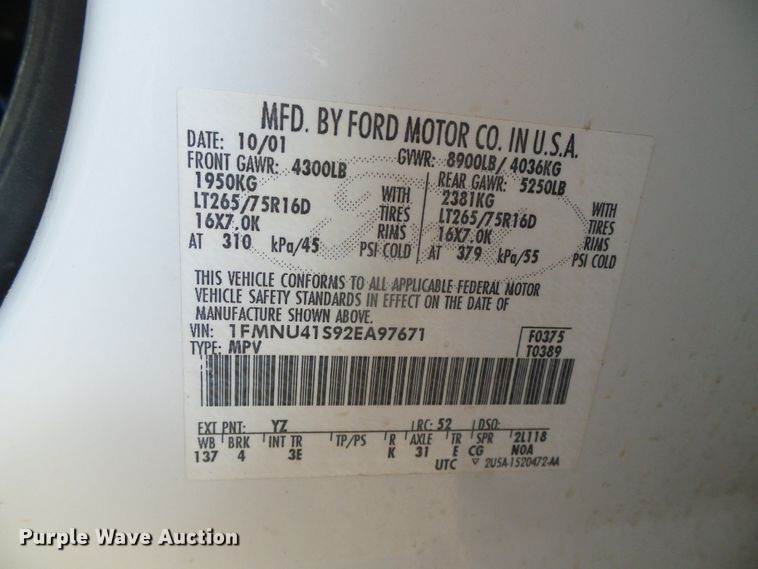 MFD. BY FORD MOTOR CO. IN U.S.A.
DATE: 10/01 GVWR: 8900LB/ 4036KG
FRONT GAWR: 4300LB REAR GAWR: 5250LB
1950KG WITH 2381KG WITH
LT265/75R16D TIRES LT265/75R16D TIRES
16X7.0K RIMS 16X7.0K RIMS
AT 310 kPa/45 PSI COLD AT 379 kPa/55 PSI COLD
THIS VEHICLE CONFORMS TO ALL APPLICABLE FEDERAL MOTOR
VEHICLE SAFETY STANDARDS IN EFFECT ON THE DATE OF
MANUFACTURE SHOWN ABOVE.
VIN: 1FMNU41S92EA97671 F0375
TYPE: MPV T0389
EXT PNT: YZ RC: 52 DSO:
WB BRK INT TR TP/PS R AXLE TR SPR 2L118
137 4 3E K 31 E CG NOA
UTC ▽ 2U5A-1520472-AA
Purple Wave Auction